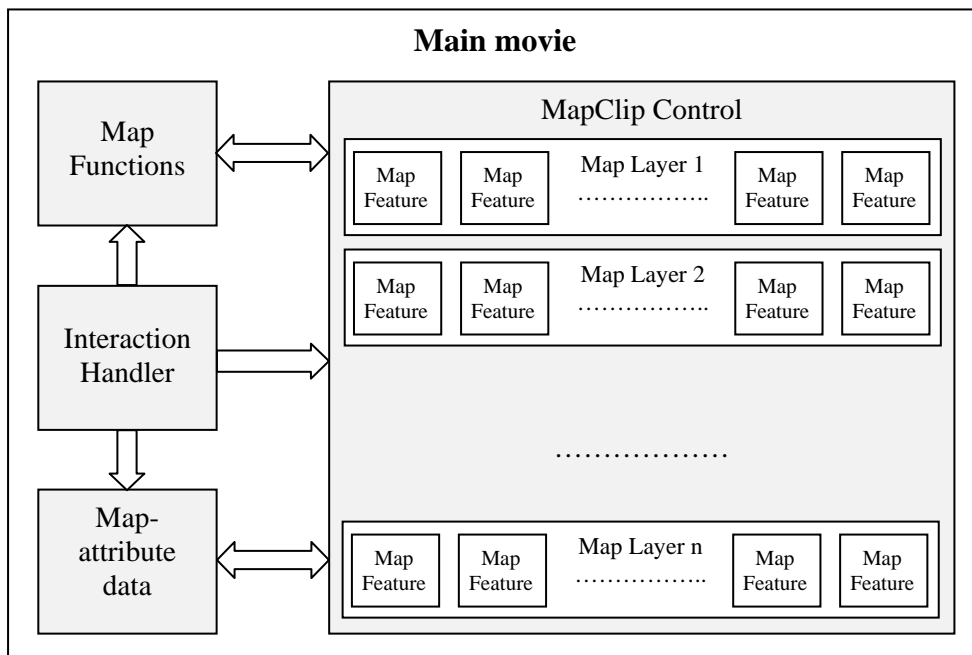 Main movie
Map
Functions
Interaction
Handler
Map-
attribute
data
MapClip Control
Map
Feature
Map
Feature
Map Layer 1
……………..
Map
Feature
Map
Feature
Map
Feature
Map
Feature
Map Layer 2
……………..
Map
Feature
Map
Feature
………………
Map
Feature
Map
Feature
Map Layer n
……………..
Map
Feature
Map
Feature